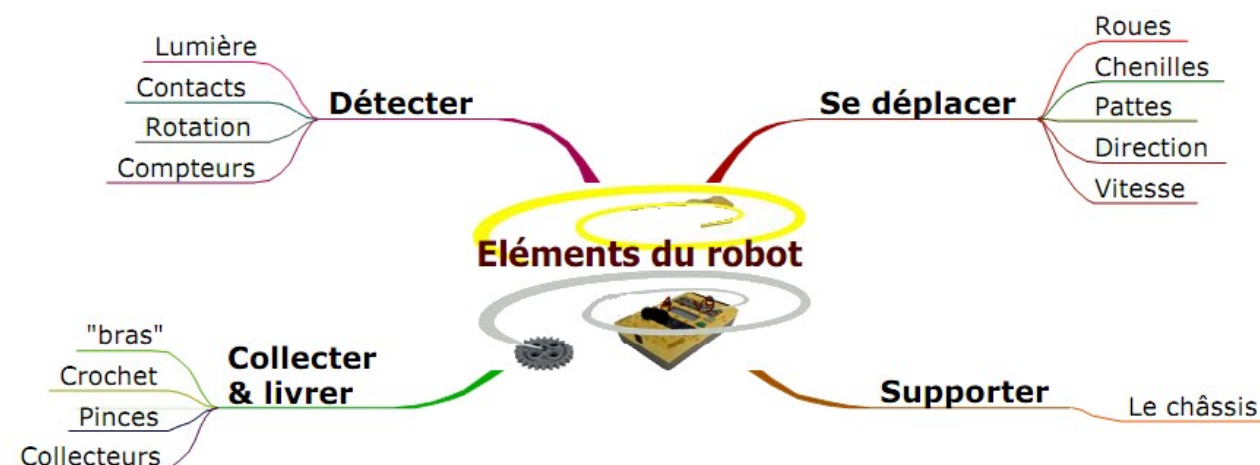 Lumière
Contacts
Rotation
Compteurs
Détecter
Se déplacer
Roues
Chenilles
Pattes
Direction
Vitesse
Eléments du robot
"bras"
Crochet
Pinces
Collecteurs
Collecter
& livrer
Supporter
Le châssis